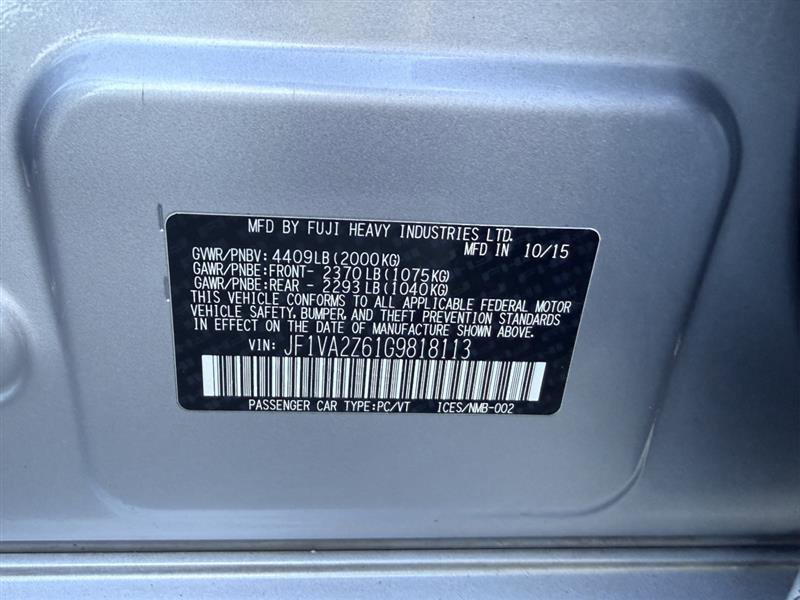 MFD BY FUJI HEAVY INDUSTRIES LTD.
MFD IN 10/15
GVWR/PNBV: 4409LB(2000KG)
GAWR/PNBE:FRONT- 2370LB(1075KG)
GAWR/PNBE:REAR - 2293LB(1040KG)
THIS VEHICLE CONFORMS TO ALL APPLICABLE FEDERAL MOTOR
VEHICLE SAFETY, BUMPER, AND THEFT PREVENTION STANDARDS
IN EFFECT ON THE DATE OF MANUFACTURE SHOWN ABOVE.
VIN: JF1VA2Z61G9818113
PASSENGER CAR TYPE:PC/VT ICES/NMB-002